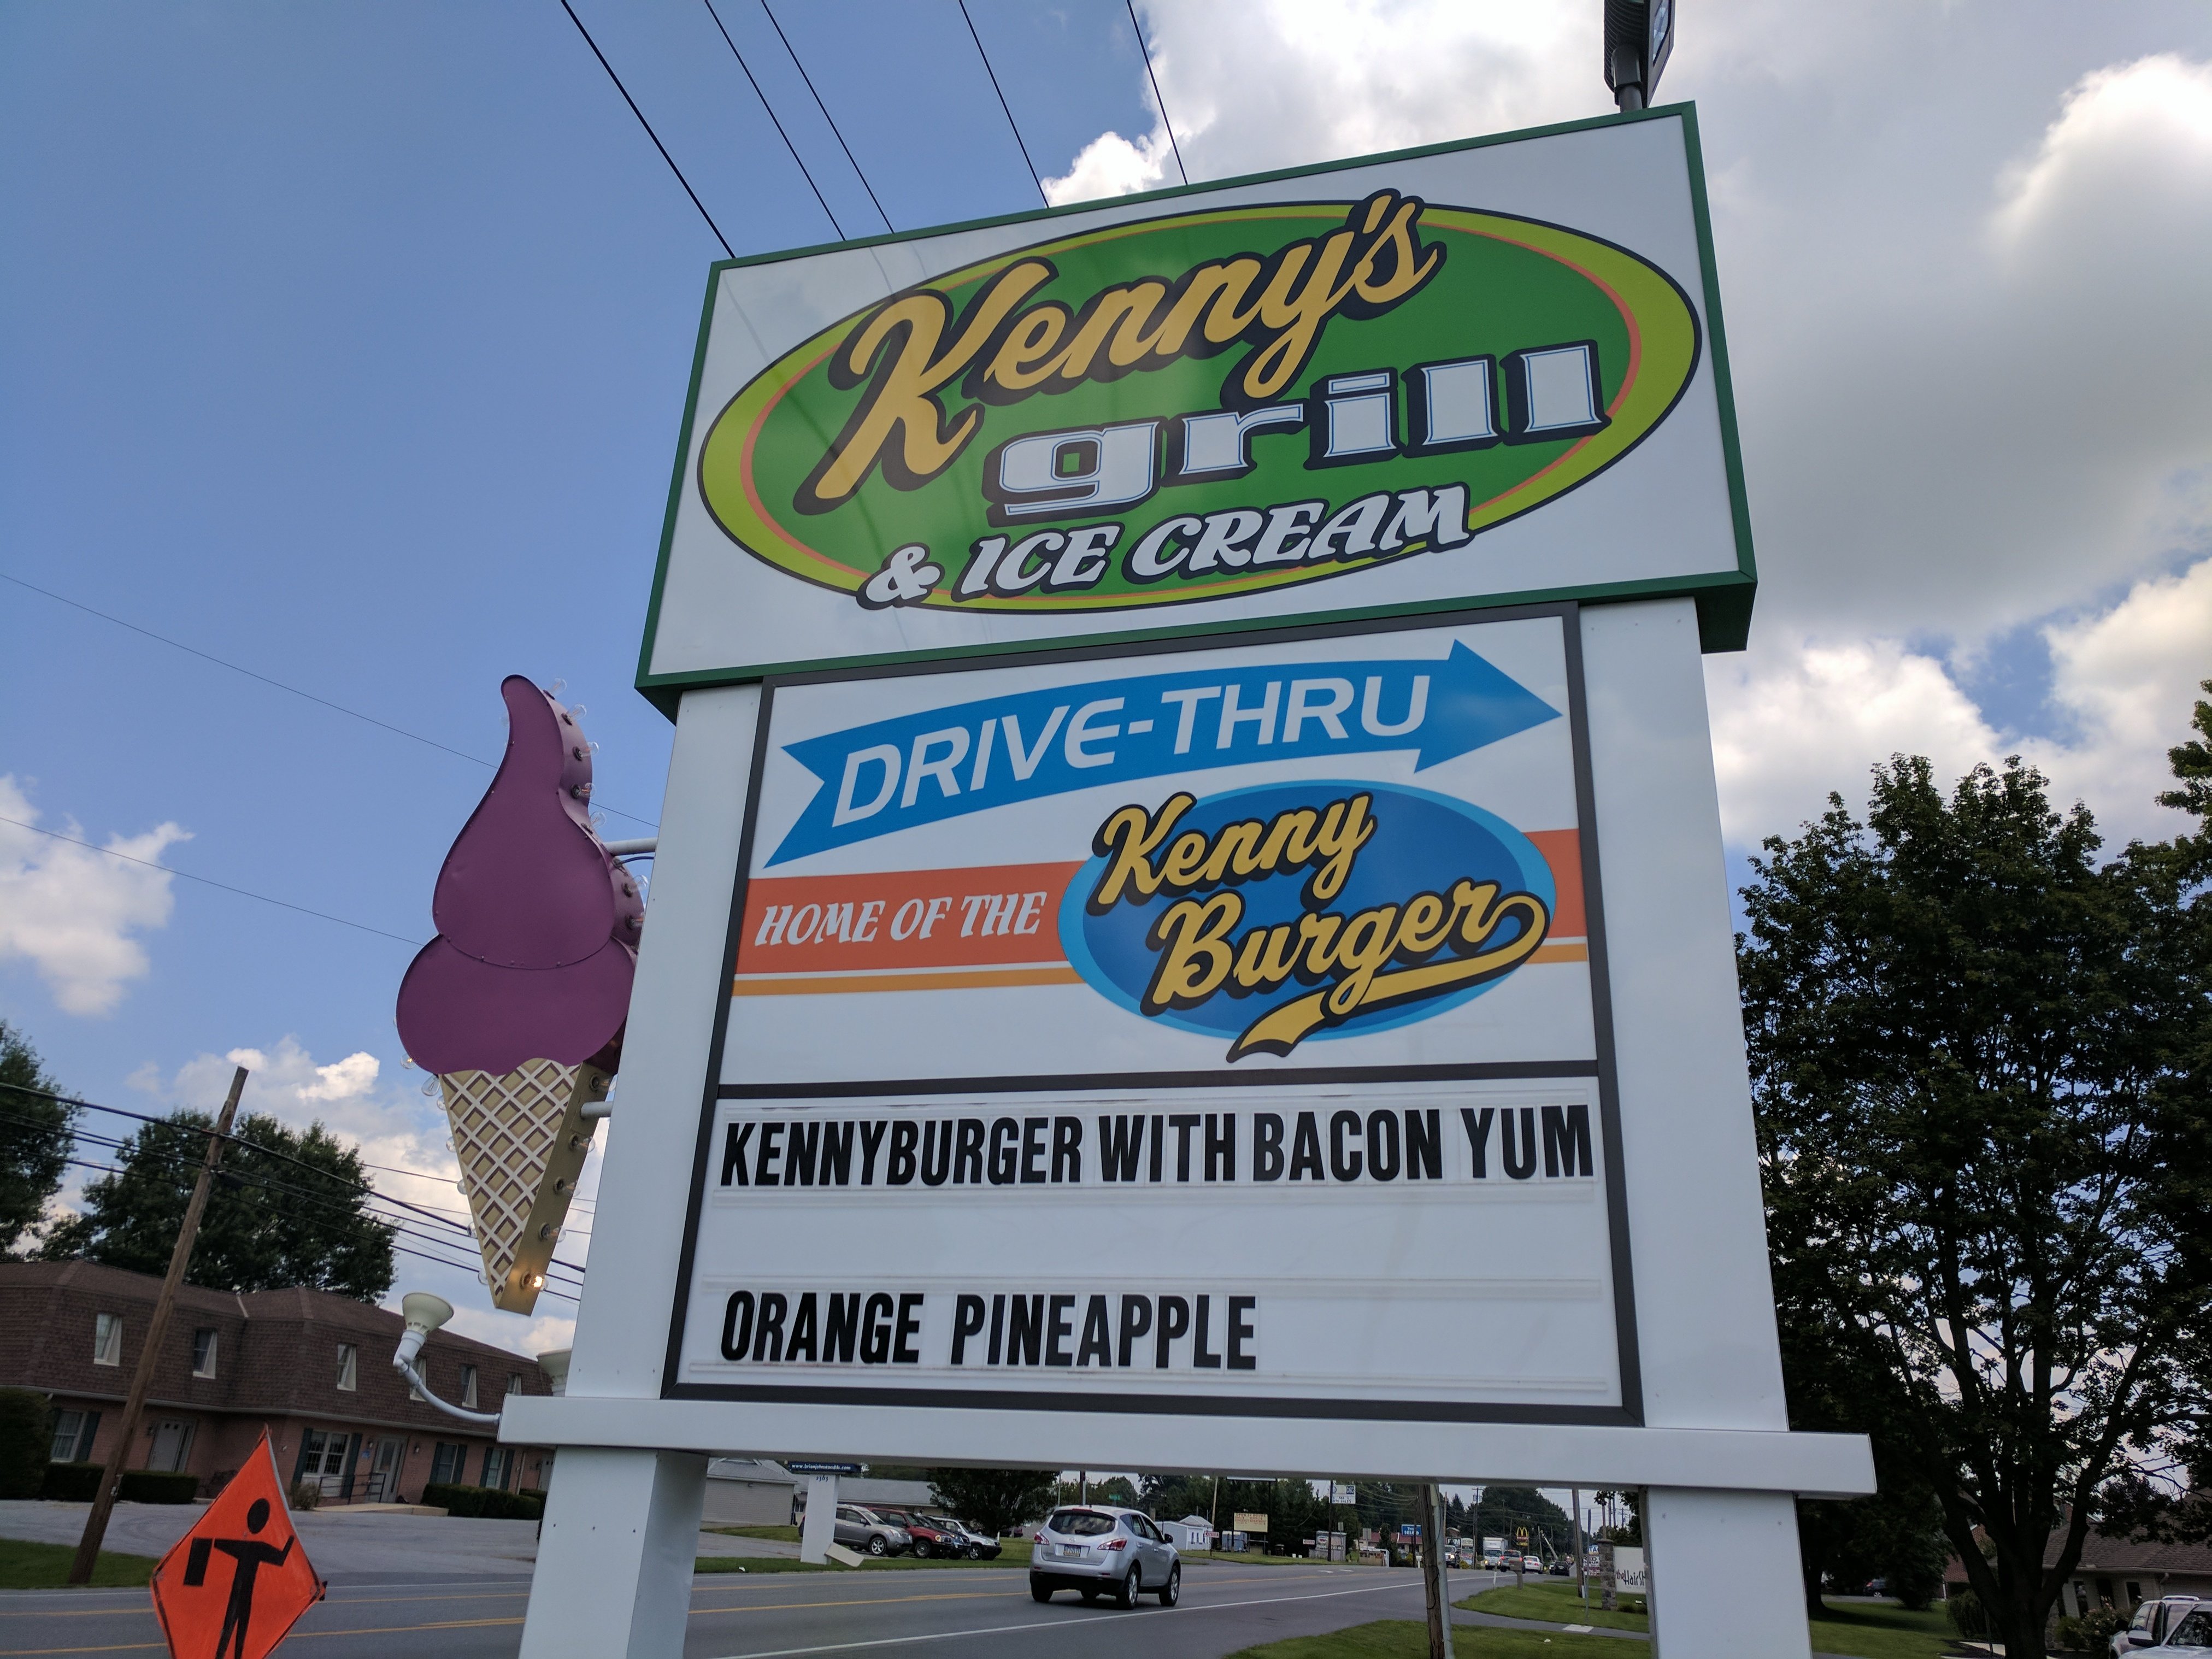 Kenny's
grill
& ICE CREAM
DRIVE-THRU
HOME OF THE
Kenny
Burger
KENNYBURGER WITH BACON YUM
ORANGE PINEAPPLE